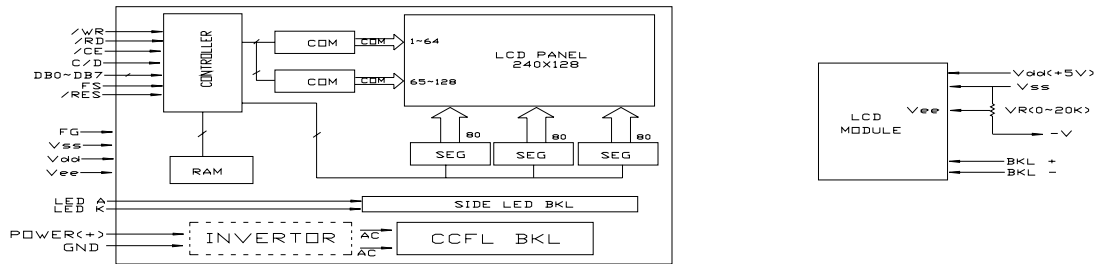 /WR
/RD
/CE
C/D
DB0~DB7
FS
/RES
FG
Vss
Vdd
Vee
LED A
LED K
POWER(+)
GND
CONTROLLER
RAM
COM
COM
COM
COM
1~64
65~128
LCD PANEL
240X128
80
80
80
SEG
SEG
SEG
SIDE LED BKL
INVERTOR
AC
AC
CCFL BKL
LCD
MODULE
Vee
Vdd(+5V)
Vss
VR(0~20K)
-V
BKL +
BKL -